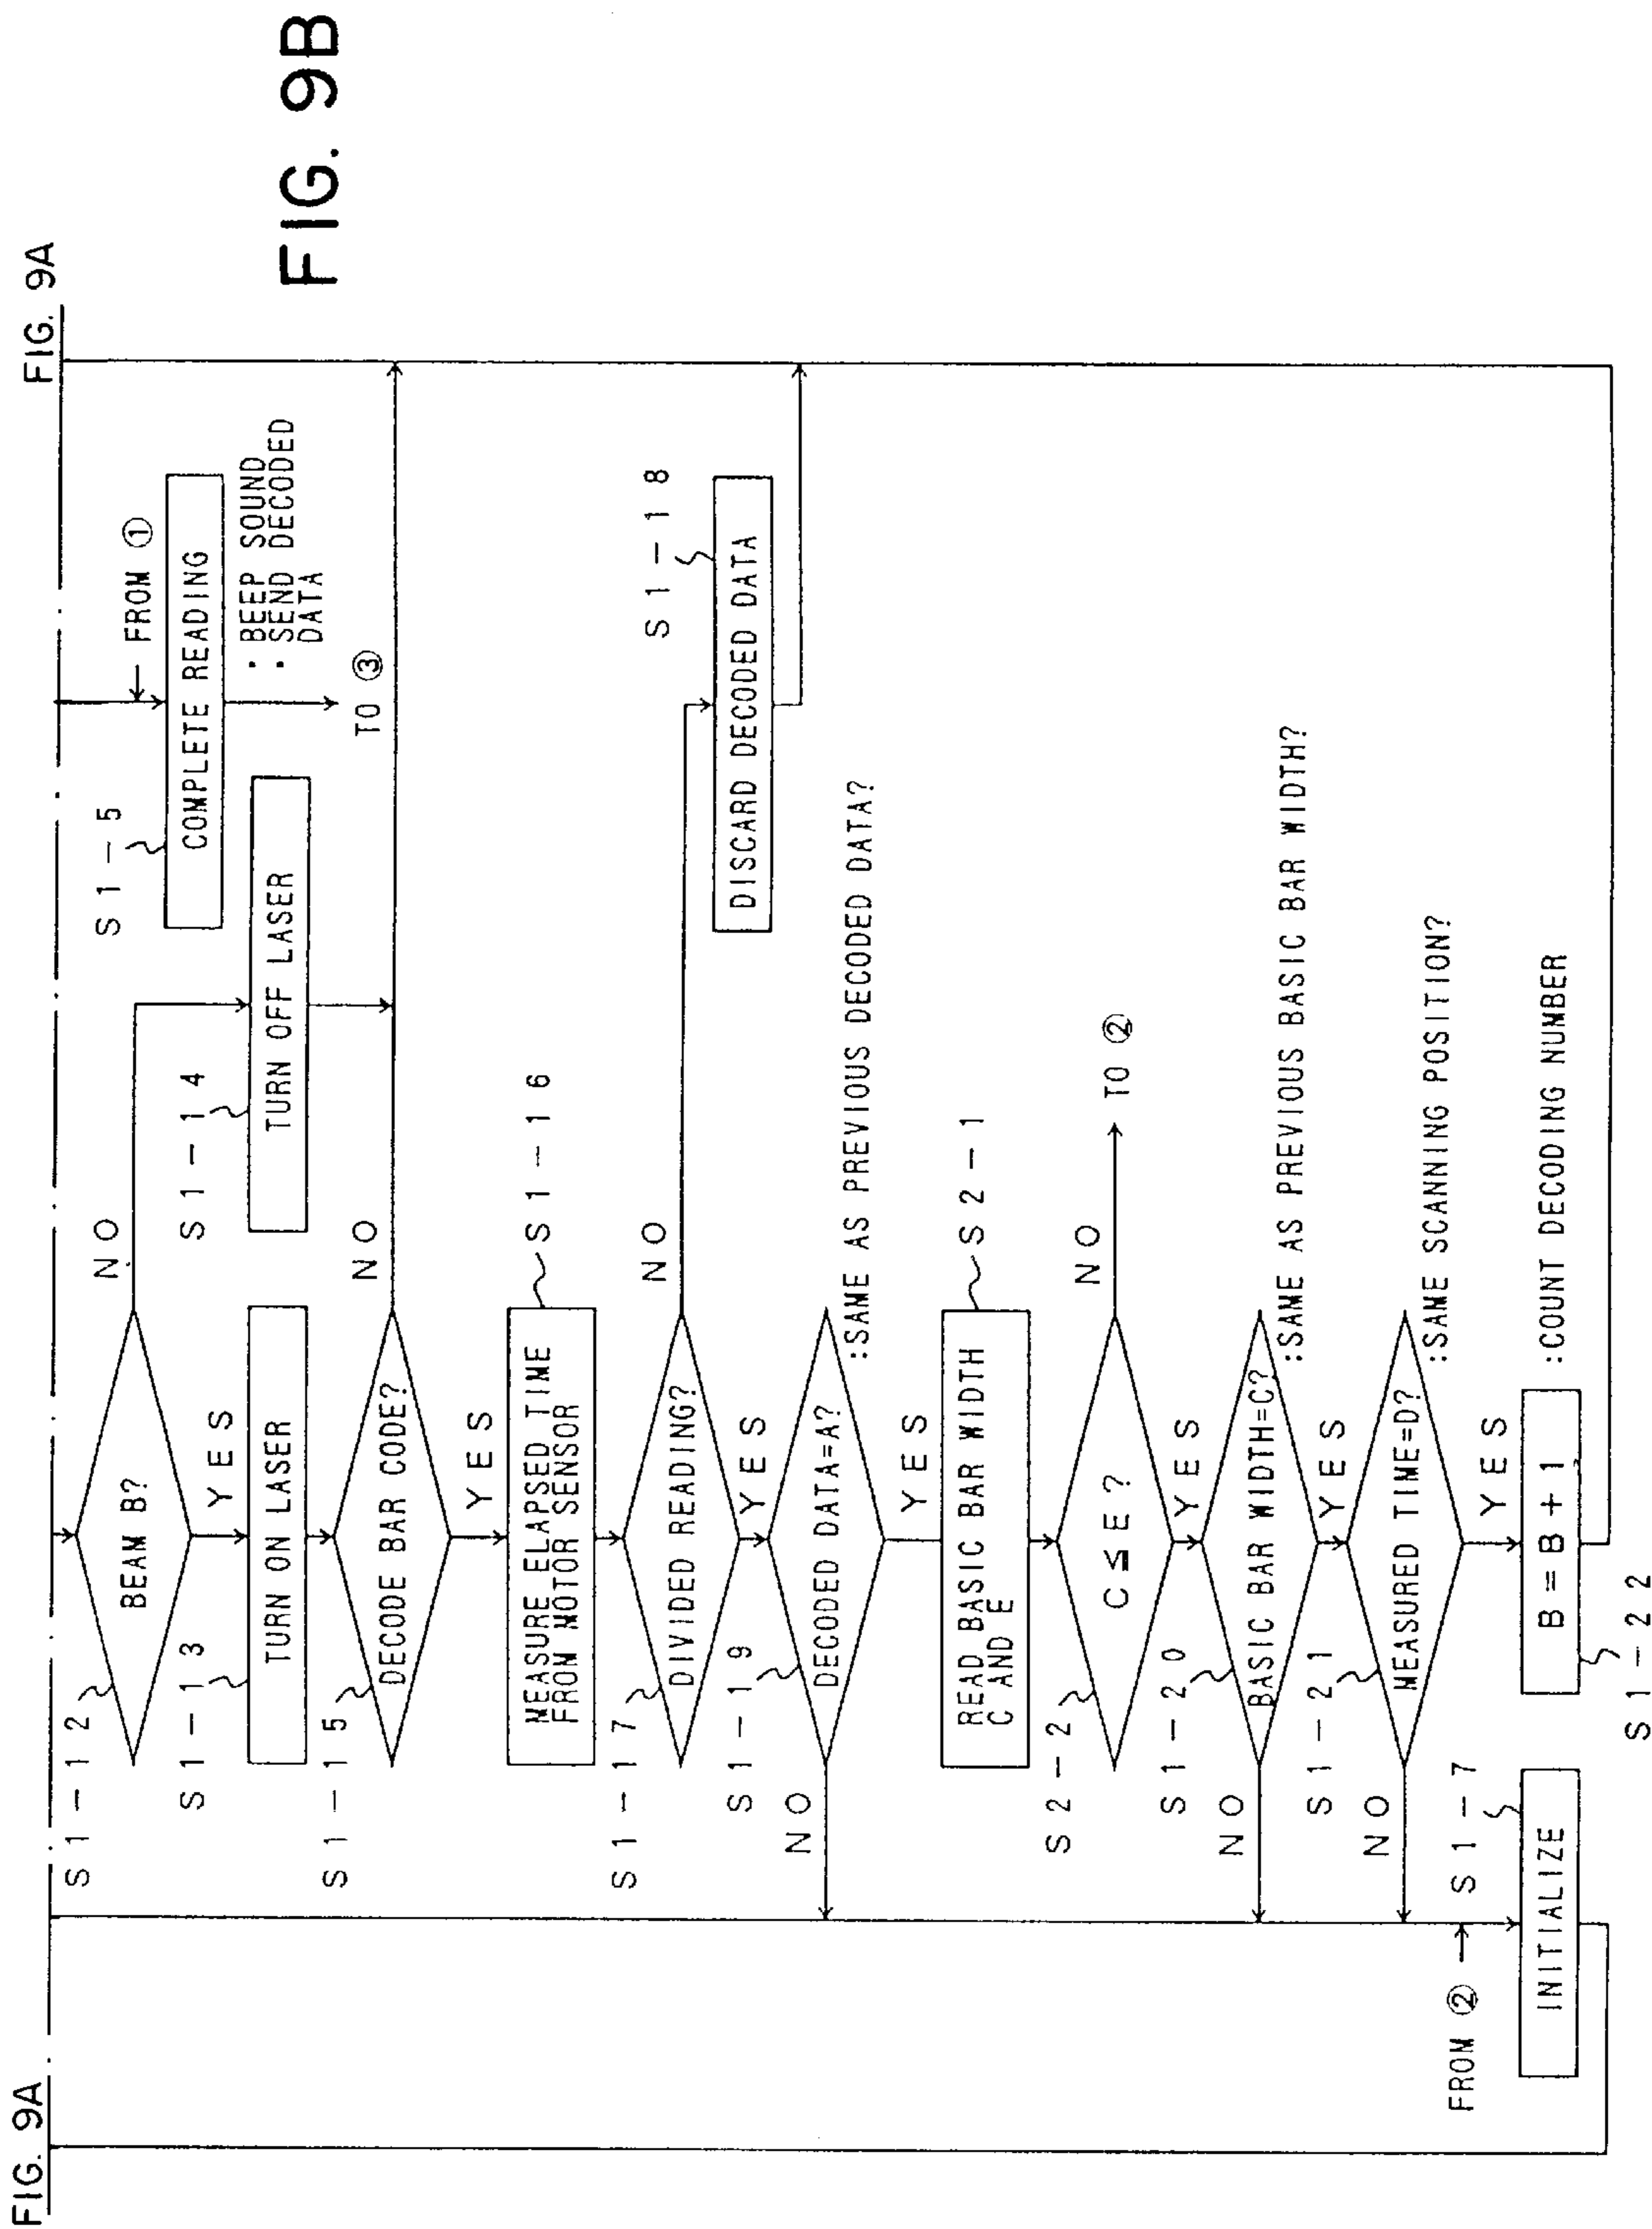 FIG. 9A
FIG. 9A
FIG. 9B
S1-12
BEAM B?
NO
YES
FROM ①
S1-5
COMPLETE READING
: BEEP SOUND
: SEND DECODED
DATA
TO ③
S1-13
TURN ON LASER
S1-14
TURN OFF LASER
S1-15
DECODE BAR CODE?
NO
YES
MEASURE ELAPSED TIME
FROM MOTOR SENSOR
S1-16
S1-17
DIVIDED READING?
NO
YES
S1-18
DISCARD DECODED DATA
S1-19
DECODED DATA=A?
:SAME AS PREVIOUS DECODED DATA?
NO
YES
READ BASIC BAR WIDTH
C AND E
S2-1
S2-2
C≦E?
NO
TO ②
YES
S1-20
BASIC BAR WIDTH=C?
:SAME AS PREVIOUS BASIC BAR WIDTH?
NO
YES
S1-21
MEASURED TIME=D?
:SAME SCANNING POSITION?
NO
YES
FROM ②
S1-7
INITIALIZE
B=B+1
:COUNT DECODING NUMBER
S1-22